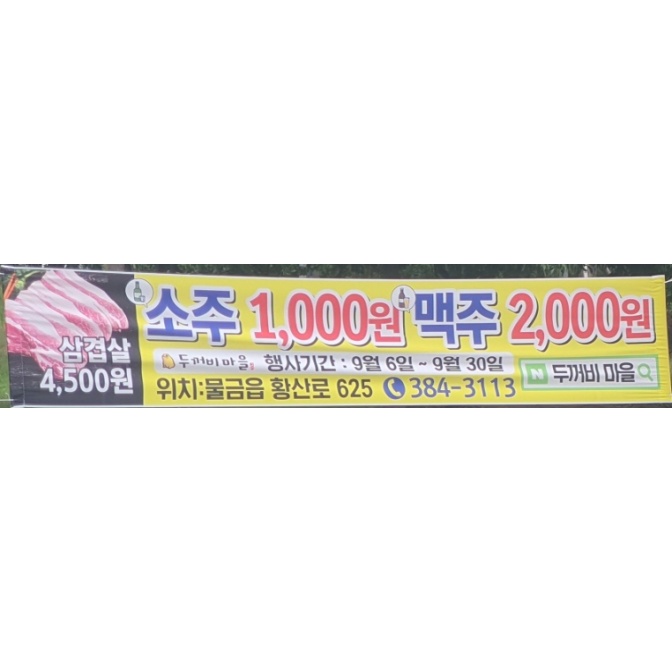 삼겹살
4,500원
소주 1,000원 맥주 2,000원
두꺼비마을 행사기간 : 9월 6일 ~ 9월 30일
위치:물금읍 황산로 625 384-3113
N 두꺼비 마을